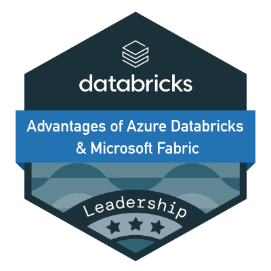 databricks
Advantages of Azure Databricks
& Microsoft Fabric
Leadership